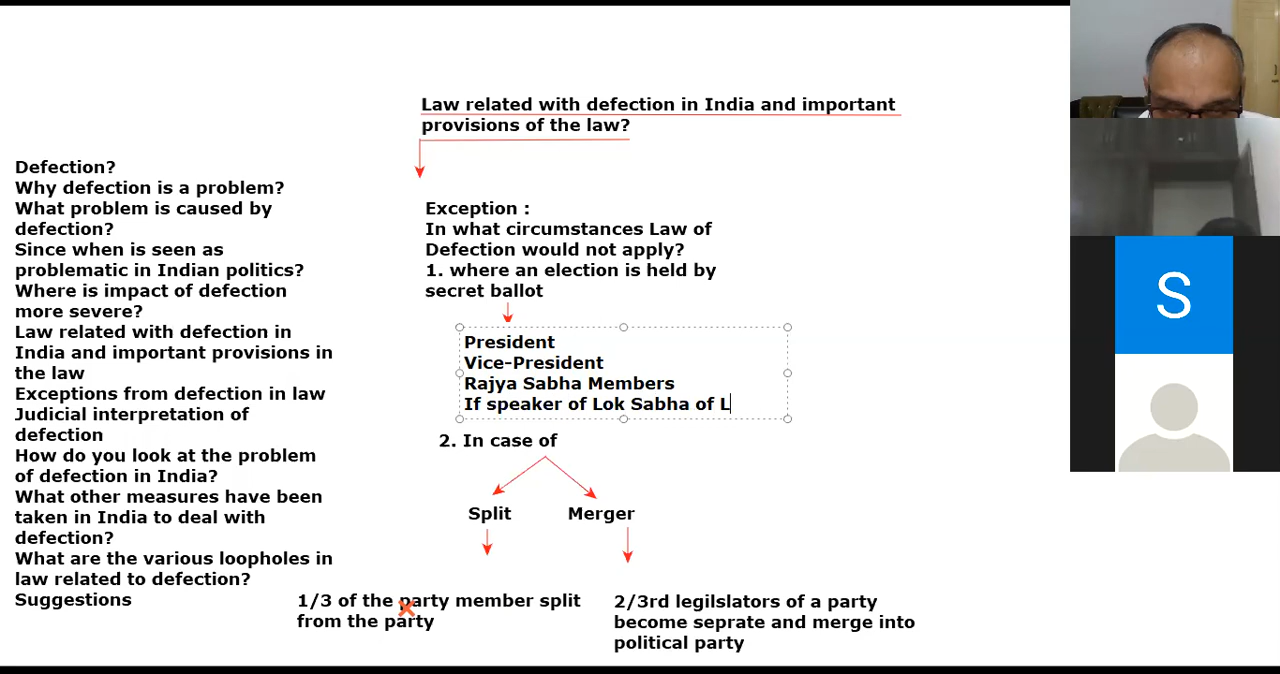 Law related with defection in India and important
provisions of the law?
Defection?
Why defection is a problem?
What problem is caused by
defection?
Since when is seen as
problematic in Indian politics?
Where is impact of defection
more severe?
Law related with defection in
India and important provisions in
the law
Exceptions from defection in law
Judicial interpretation of
defection
How do you look at the problem
of defection in India?
What other measures have been
taken in India to deal with
defection?
What are the various loopholes in
law related to defection?
Suggestions
Exception :
In what circumstances Law of
Defection would not apply?
1. where an election is held by
secret ballot
President
Vice-President
Rajya Sabha Members
If speaker of Lok Sabha of L
2. In case of
Split
Merger
1/3 of the party member split
from the party
2/3rd legilslators of a party
become seprate and merge into
political party
S